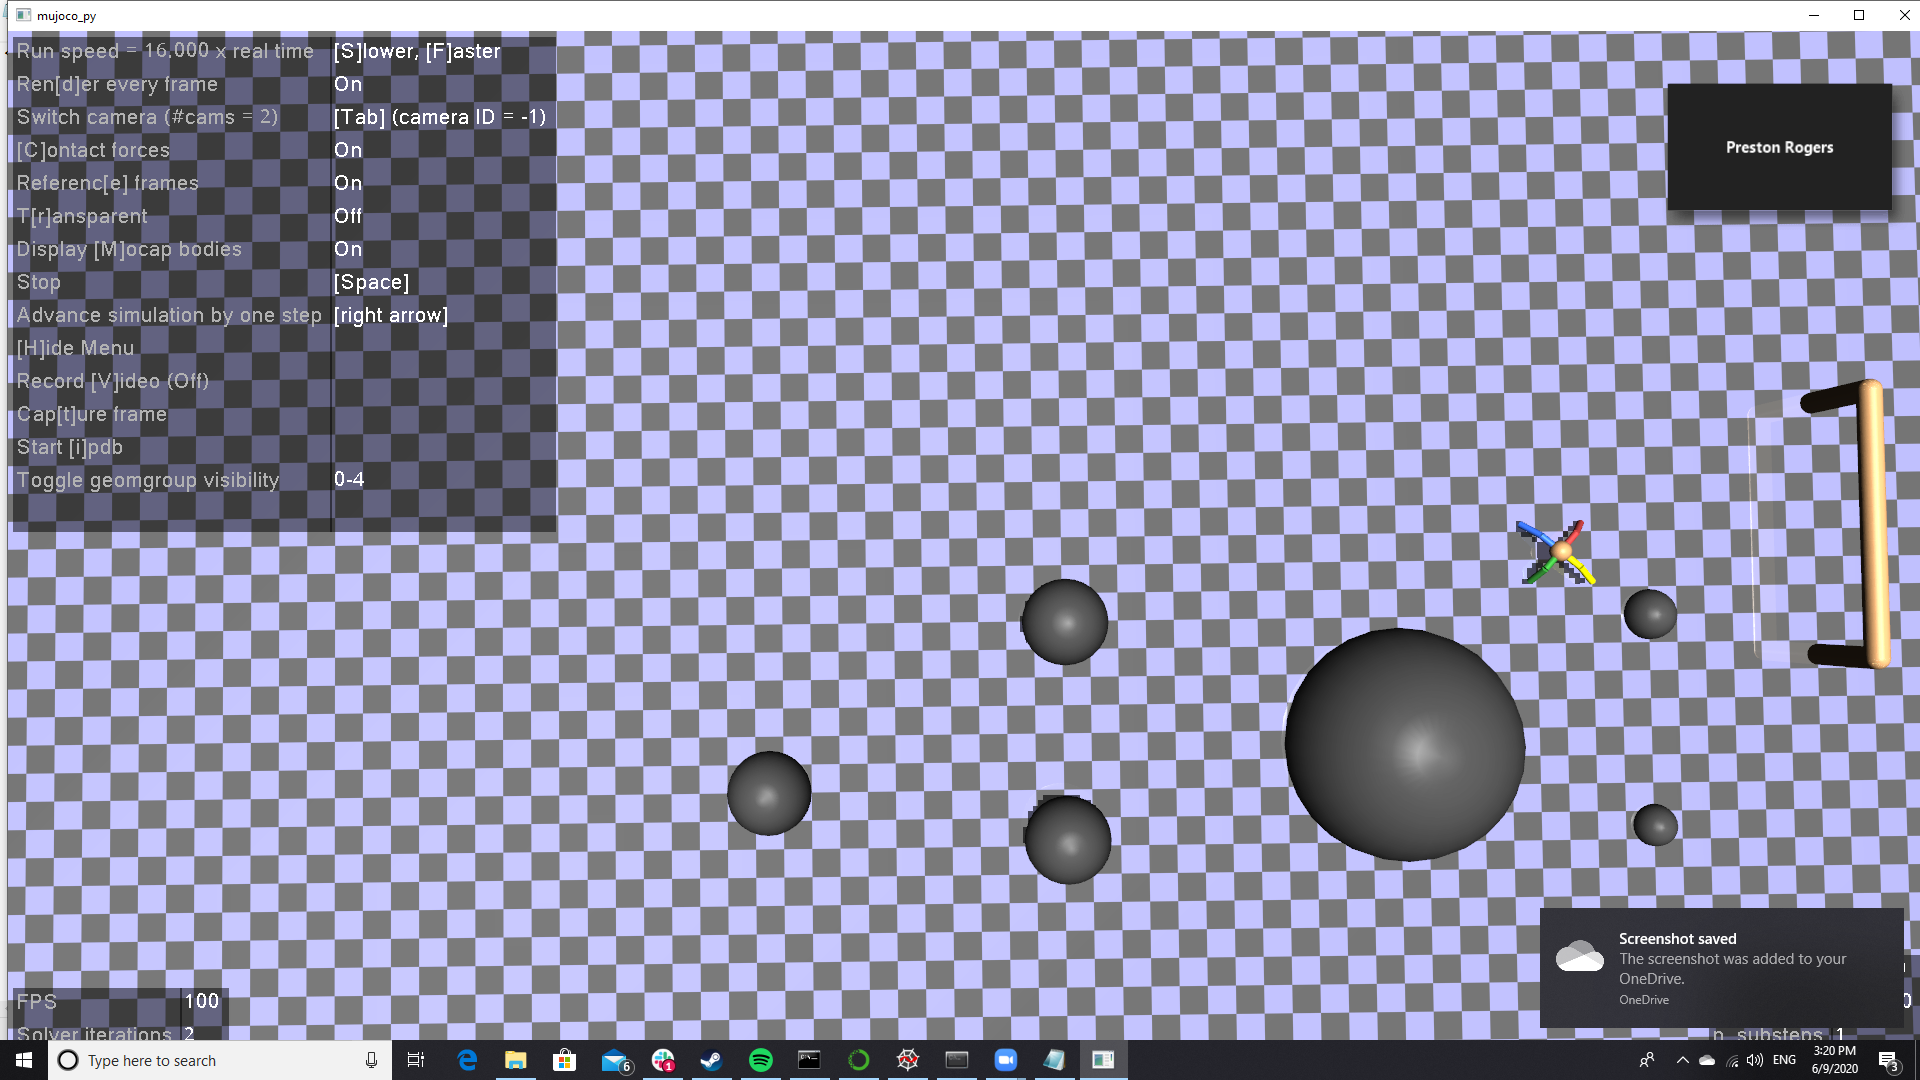 mujoco_py
Run speed = 16.000 x real time [S]lower, [F]aster
Ren[d]er every frame On
Switch camera (#cams = 2) [Tab] (camera ID = -1)
[C]ontact forces On
Referenc[e] frames On
T[r]ansparent Off
Display [M]ocap bodies On
Stop [Space]
Advance simulation by one step [right arrow]
[H]ide Menu
Record [V]ideo (Off)
Cap[t]ure frame
Start [i]pdb
Toggle geomgroup visibility 0-4
Preston Rogers
Screenshot saved
The screenshot was added to your
OneDrive.
OneDrive
FPS 100
Solver iterations 2
n_substeps 1
Type here to search
6
1
ENG
3:20 PM
6/9/2020
3